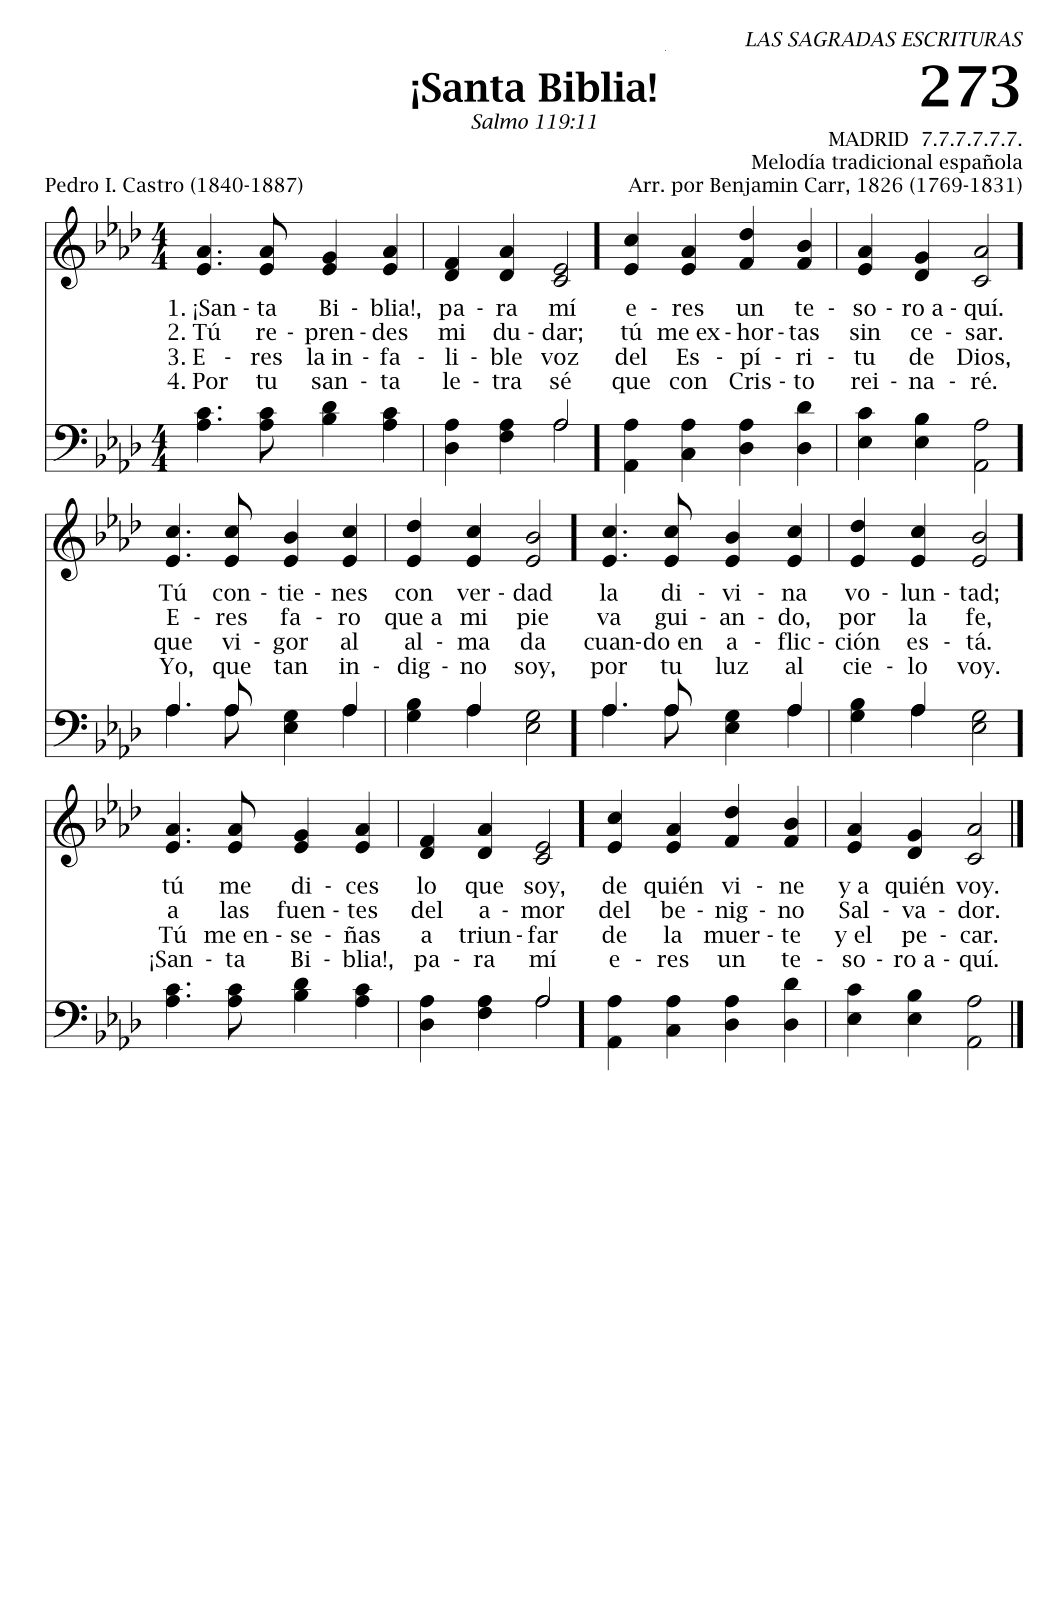 LAS SAGRADAS ESCRITURAS
¡Santa Biblia!
273
Salmo 119:11
MADRID 7.7.7.7.7.7.
Melodía tradicional española
Pedro I. Castro (1840-1887)
Arr. por Benjamin Carr, 1826 (1769-1831)
4
4
1. ¡San - ta Bi - blia!, pa - ra mí e - res un te - so - ro a - quí.
2. Tú re - pren - des mi du - dar; tú me ex - hor - tas sin ce - sar.
3. E - res la in - fa - li - ble voz del Es - pí - ri - tu de Dios,
4. Por tu san - ta le - tra sé que con Cris - to rei - na - ré.
4
4
Tú con - tie - nes con ver - dad la di - vi - na vo - lun - tad;
E - res fa - ro que a mi pie va gui - an - do, por la fe,
que vi - gor al al - ma da cuan - do en a - flic - ción es - tá.
Yo, que tan in - dig - no soy, por tu luz al cie - lo voy.
tú me di - ces lo que soy, de quién vi - ne y a quién voy.
a las fuen - tes del a - mor del be - nig - no Sal - va - dor.
Tú me en - se - ñas a triun - far de la muer - te y el pe - car.
¡San - ta Bi - blia!, pa - ra mí e - res un te - so - ro a - quí.